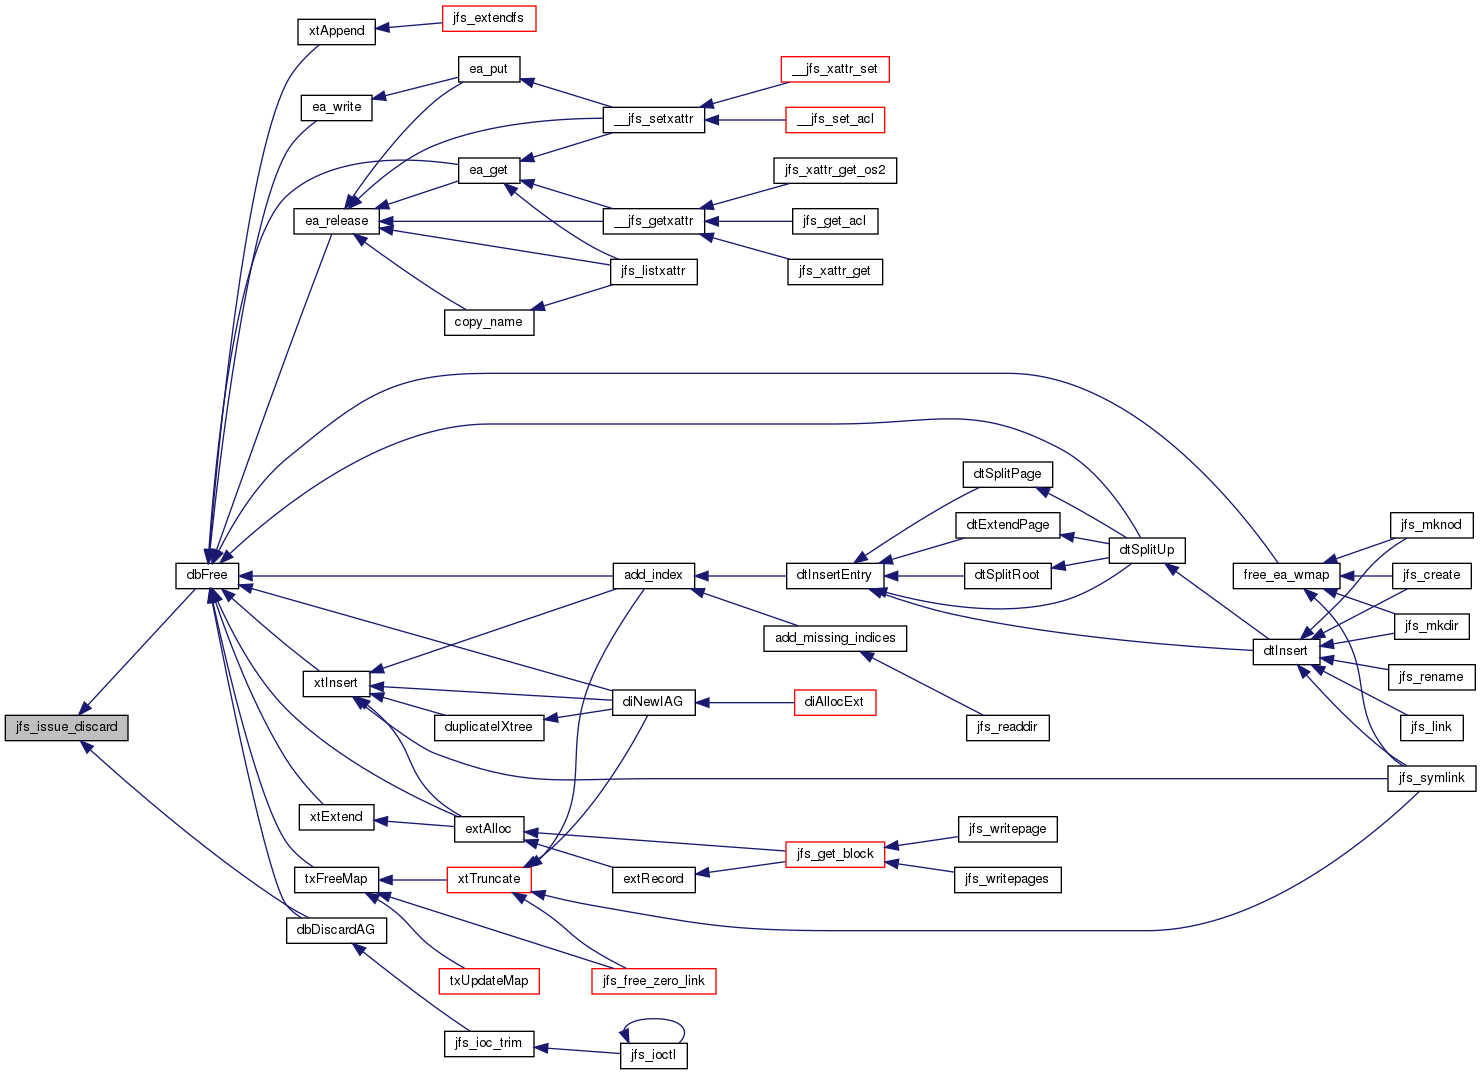 xtAppend
jfs_extendfs
ea_put
__jfs_xattr_set
ea_write
__jfs_setxattr
__jfs_set_acl
ea_get
jfs_xattr_get_os2
ea_release
__jfs_getxattr
jfs_get_acl
jfs_listxattr
jfs_xattr_get
copy_name
dtSplitPage
dtExtendPage
jfs_mknod
dtSplitUp
dbFree
add_index
dtInsertEntry
dtSplitRoot
free_ea_wmap
jfs_create
add_missing_indices
jfs_mkdir
dtInsert
xtInsert
jfs_rename
diNewIAG
diAllocExt
jfs_issue_discard
duplicateIXtree
jfs_readdir
jfs_link
jfs_symlink
xtExtend
extAlloc
jfs_writepage
jfs_get_block
txFreeMap
xtTruncate
extRecord
jfs_writepages
dbDiscardAG
txUpdateMap
jfs_free_zero_link
jfs_ioc_trim
jfs_ioctl